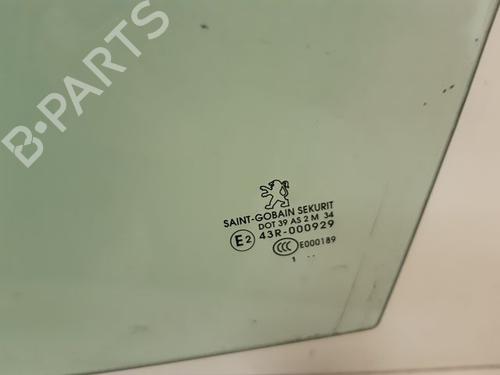 B-PARTS
SAINT-GOBAIN SEKURIT
DOT 39 AS 2 M 34
E2 43R-000929
CCC E000189
1 ..